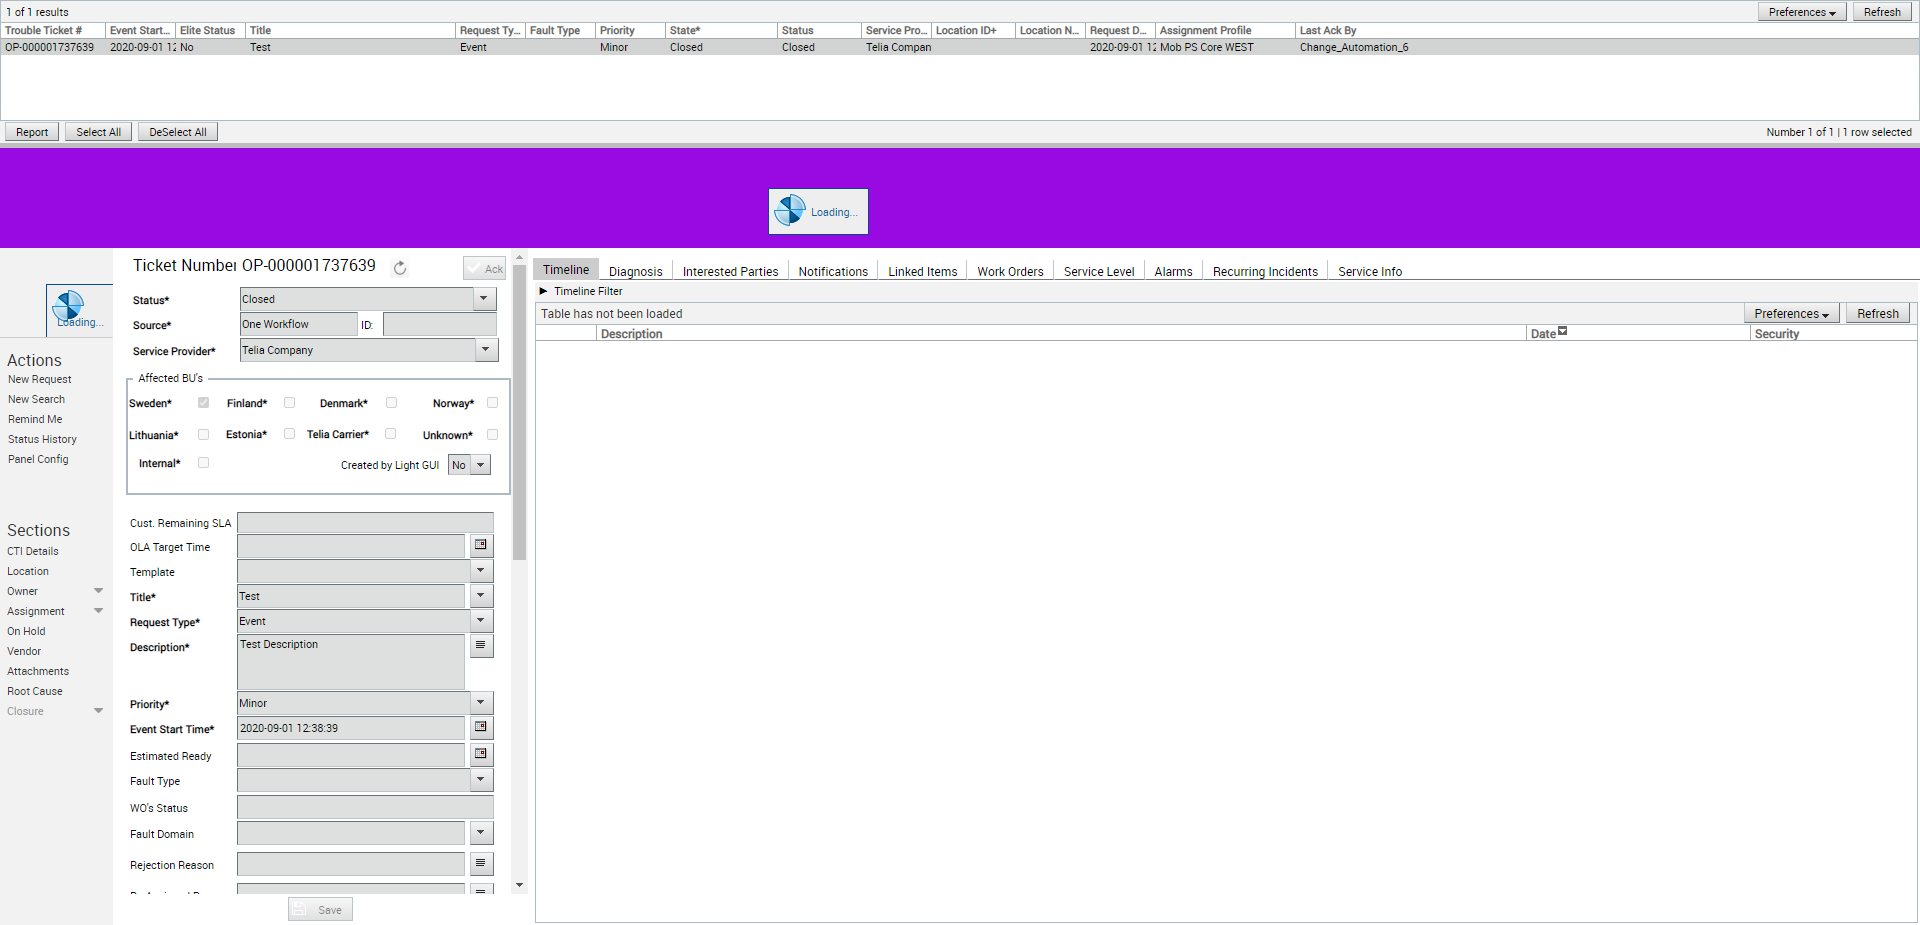 1 of 1 results
Preferences
Refresh
Trouble Ticket # Event Start... Elite Status Title Request Ty... Fault Type Priority State* Status Service Pro... Location ID+ Location N... Request D... Assignment Profile Last Ack By
OP-000001737639 2020-09-01 12 No Test Event Minor Closed Closed Telia Compan 2020-09-01 12 Mob PS Core WEST Change_Automation_6
Report Select All DeSelect All
Number 1 of 1 | 1 row selected
Loading...
Loading...
Actions
New Request
New Search
Remind Me
Status History
Panel Config
Sections
CTI Details
Location
Owner
Assignment
On Hold
Vendor
Attachments
Root Cause
Closure
Ticket Number OP-000001737639
Ack
Status* Closed
Source* One Workflow ID:
Service Provider* Telia Company
Affected BU's
Sweden* Finland* Denmark* Norway*
Lithuania* Estonia* Telia Carrier* Unknown*
Internal* Created by Light GUI No
Cust. Remaining SLA
OLA Target Time
Template
Title* Test
Request Type* Event
Description* Test Description
Priority* Minor
Event Start Time* 2020-09-01 12:38:39
Estimated Ready
Fault Type
WO's Status
Fault Domain
Rejection Reason
Save
Timeline Diagnosis Interested Parties Notifications Linked Items Work Orders Service Level Alarms Recurring Incidents Service Info
Timeline Filter
Table has not been loaded
Preferences
Refresh
Description Date Security